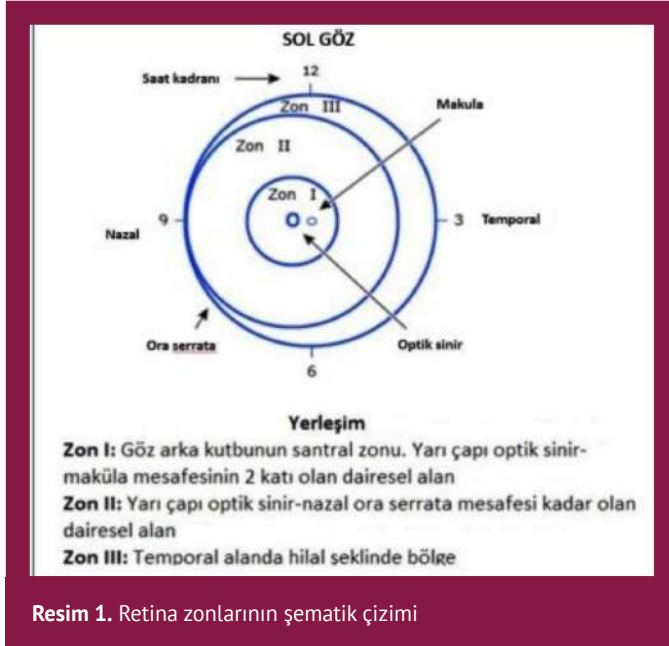 SOL GÖZ
Saat kadranı
12
Zon III
Makula
Zon II
Zon I
9
3
Temporal
Nazal
Ora serrata
Optik sinir
6
Yerleşim
Zon I: Göz arka kutbunun santral zonu. Yarı çapı optik sinir-
maküla mesafesinin 2 katı olan dairesel alan
Zon II: Yarı çapı optik sinir-nazal ora serrata mesafesi kadar olan
dairesel alan
Zon III: Temporal alanda hilal şeklinde bölge
Resim 1. Retina zonlarının şematik çizimi